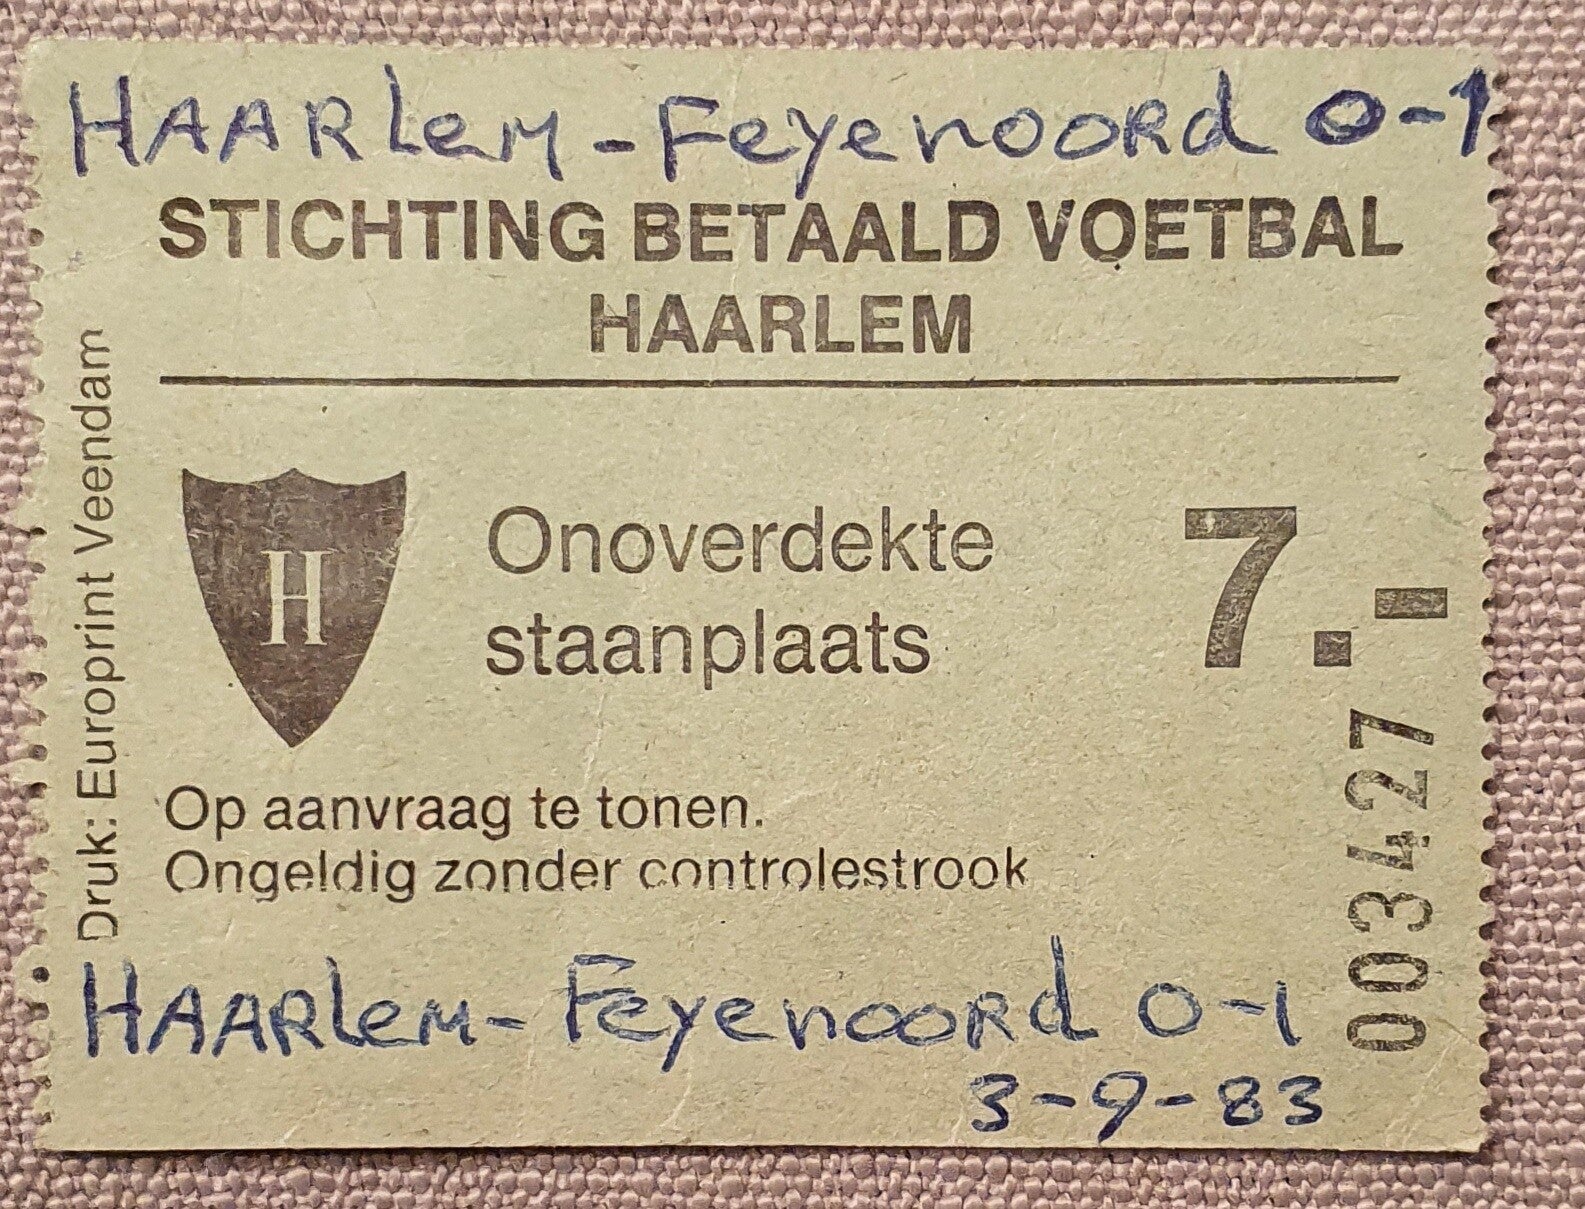 HAARlem - Feyenoord 0-1
STICHTING BETAALD VOETBAL
HAARLEM
Druk: Europrint Veendam
H
Onoverdekte
staanplaats
7.-
003427
Op aanvraag te tonen.
Ongeldig zonder controlestrook
HAARlem - Feyenoord 0-1
3-9-83